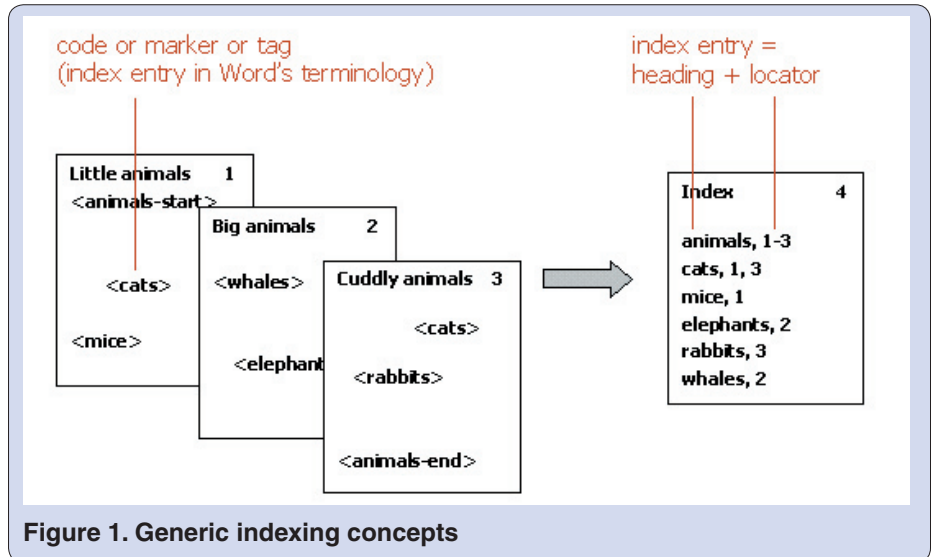 code or marker or tag
(index entry in Word's terminology)
index entry =
heading + locator
Little animals 1
<animals-start>
<cats>
<mice>
Big animals 2
<whales>
<elephant
Cuddly animals 3
<cats>
<rabbits>
<animals-end>
Index 4
animals, 1-3
cats, 1, 3
mice, 1
elephants, 2
rabbits, 3
whales, 2
Figure 1. Generic indexing concepts